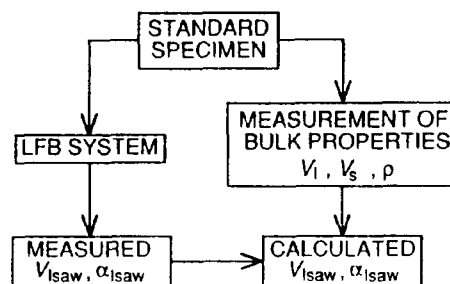 STANDARD
SPECIMEN
LFB SYSTEM
MEASUREMENT OF
BULK PROPERTIES
V_l , V_s , ρ
MEASURED
V_lsaw, α_lsaw
CALCULATED
V_lsaw, α_lsaw